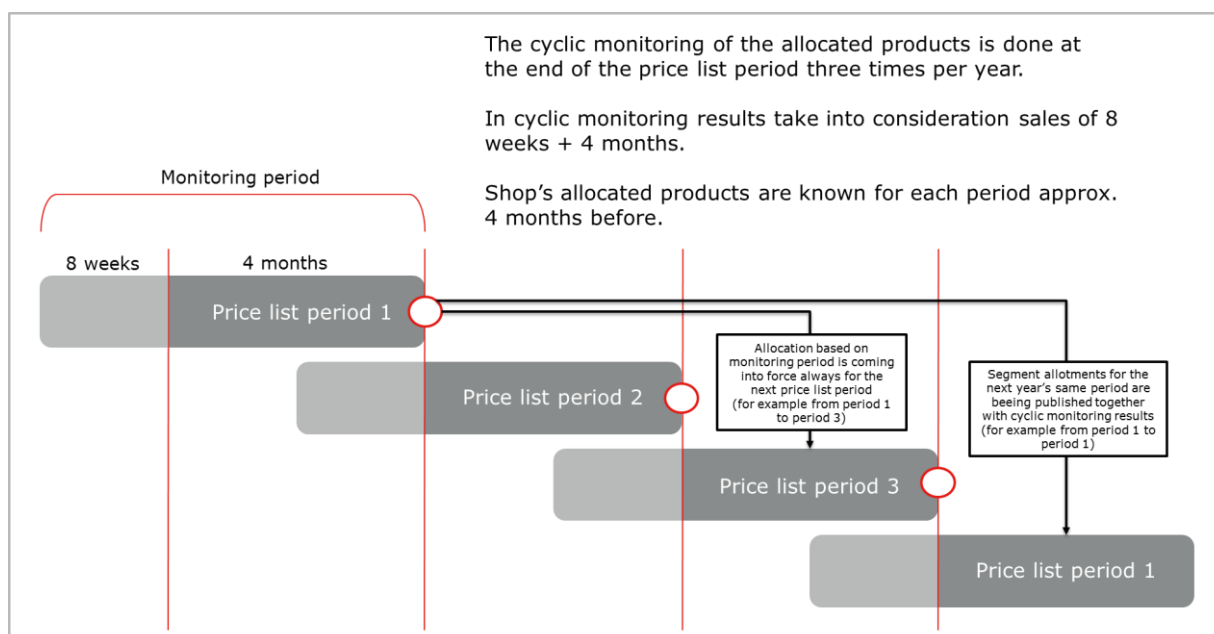 The cyclic monitoring of the allocated products is done at
the end of the price list period three times per year.
In cyclic monitoring results take into consideration sales of 8
weeks + 4 months.
Shop's allocated products are known for each period approx.
4 months before.
Monitoring period
8 weeks
4 months
Price list period 1
Price list period 2
Allocation based on
monitoring period is coming
into force always for the
next price list period
(for example from period 1
to period 3)
Segment allotments for the
next year's same period are
beeing published together
with cyclic monitoring results
(for example from period 1 to
period 1)
Price list period 3
Price list period 1